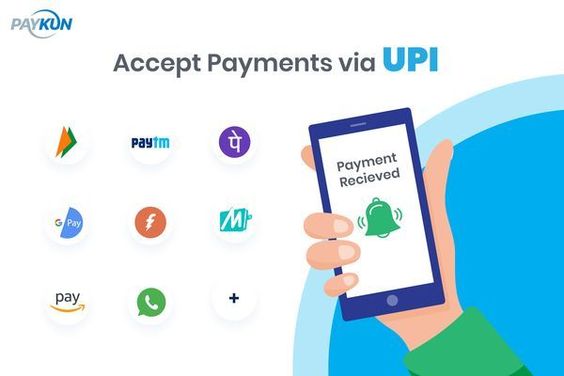 PAYKUN
Accept Payments via UPI
paytm
पे
G Pay
M
pay
+
Payment
Recieved